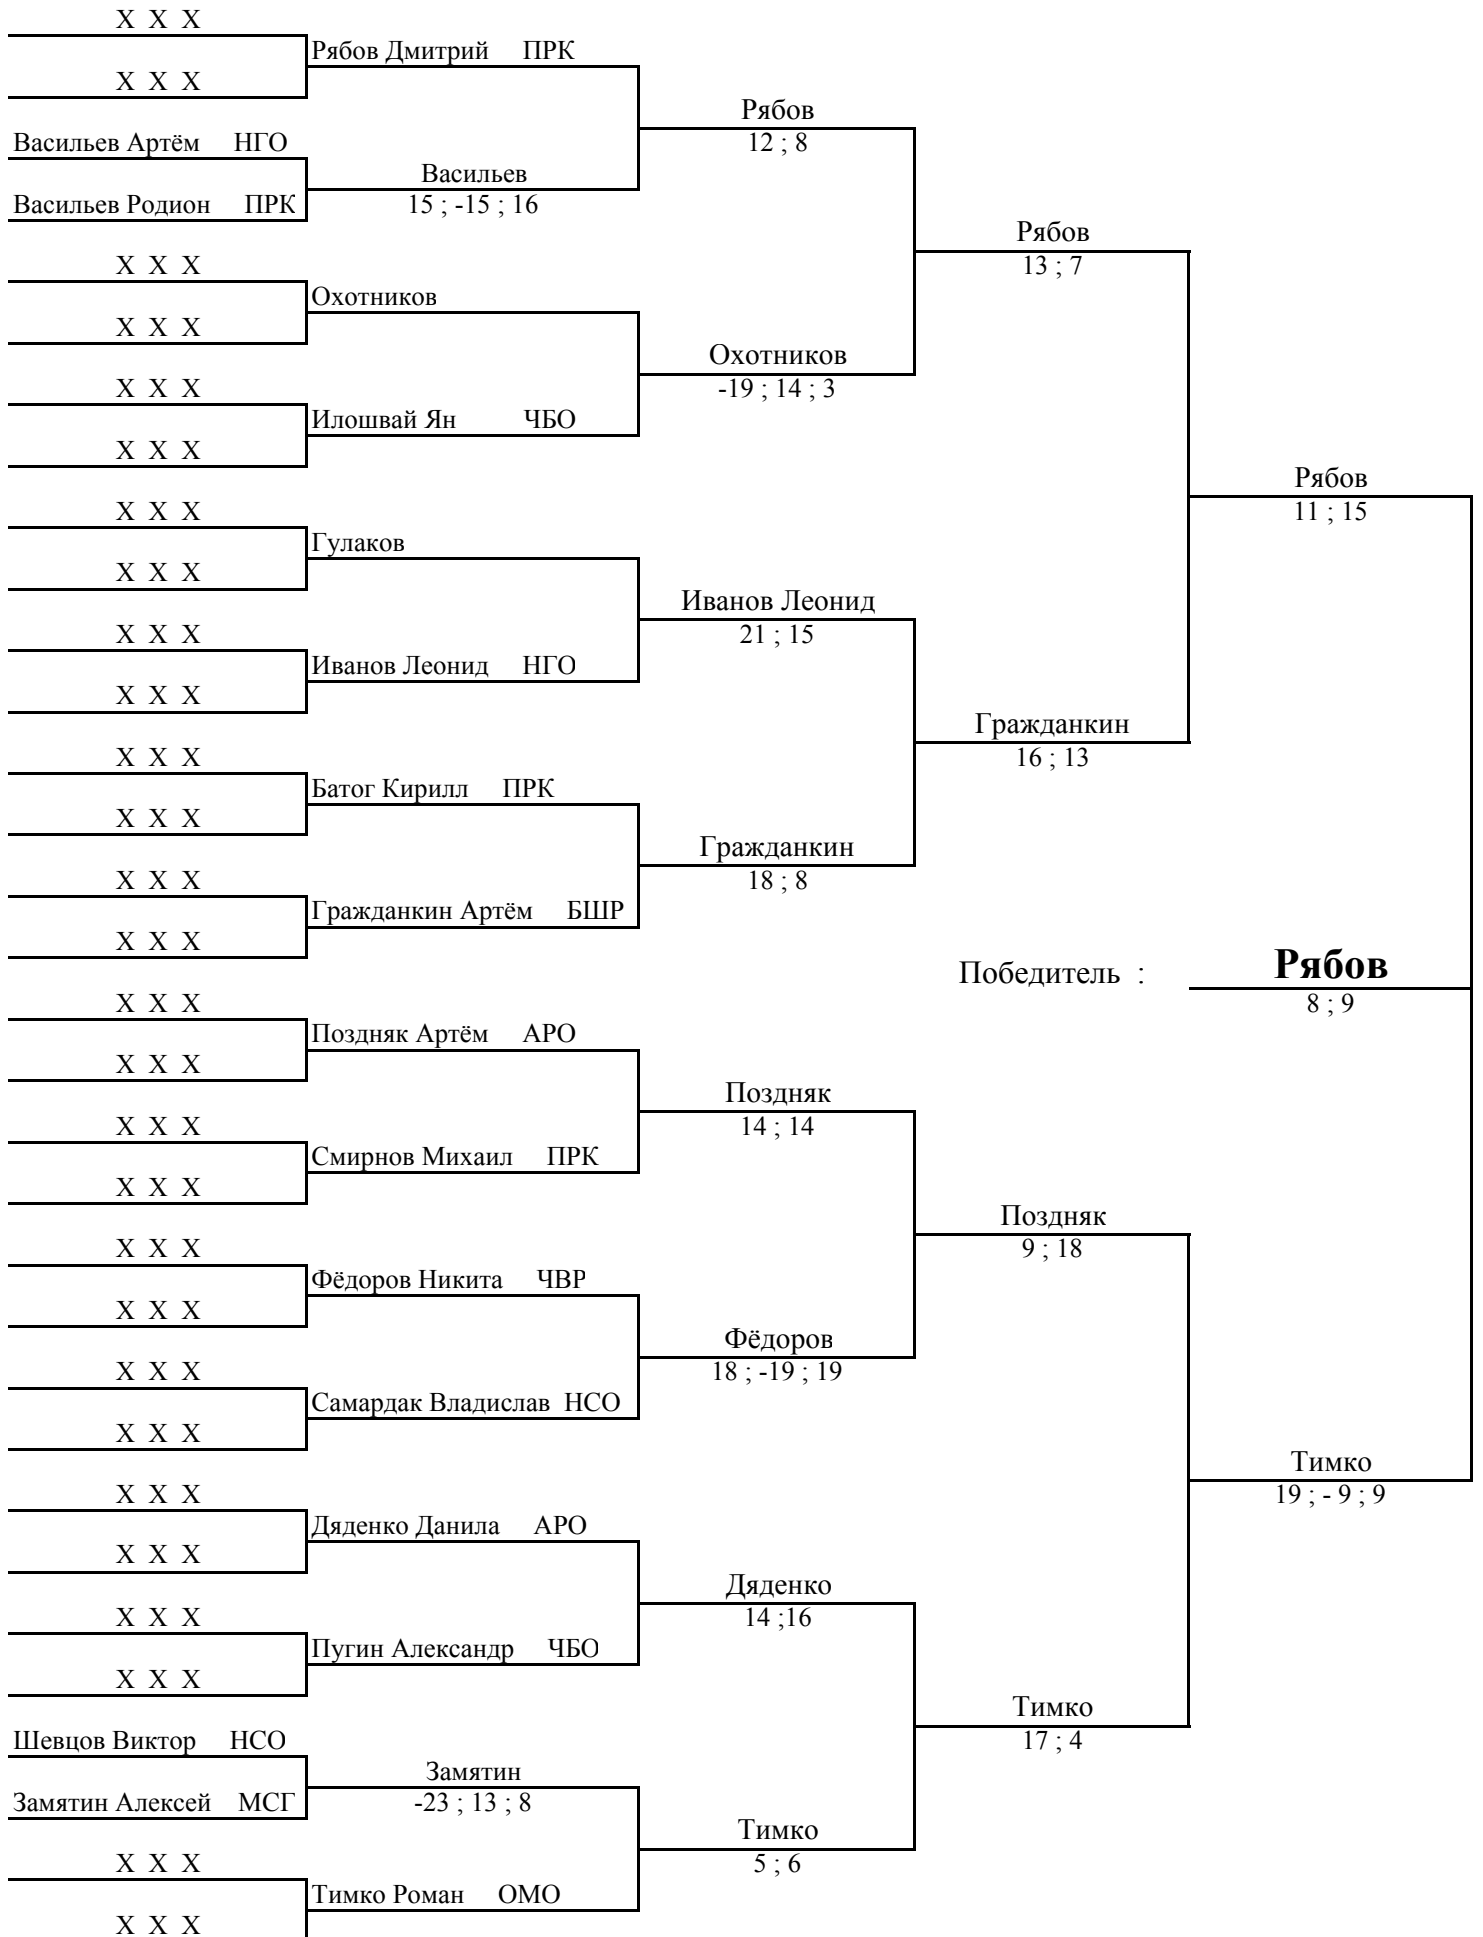 X X X
Рябов Дмитрий ПРК
X X X
Рябов
12 ; 8
Васильев Артём НГО
Васильев
15 ; -15 ; 16
Васильев Родион ПРК
Рябов
13 ; 7
X X X
Охотников
X X X
Охотников
-19 ; 14 ; 3
X X X
Илошвай Ян ЧБО
X X X
Рябов
11 ; 15
X X X
Гулаков
X X X
Иванов Леонид
21 ; 15
X X X
Иванов Леонид НГО
X X X
Гражданкин
16 ; 13
X X X
Батог Кирилл ПРК
X X X
Гражданкин
18 ; 8
X X X
Гражданкин Артём БШР
X X X
Победитель : Рябов
8 ; 9
X X X
Поздняк Артём АРО
X X X
Поздняк
14 ; 14
X X X
Смирнов Михаил ПРК
X X X
Поздняк
9 ; 18
X X X
Фёдоров Никита ЧВР
X X X
Фёдоров
18 ; -19 ; 19
X X X
Самардак Владислав НСО
X X X
Тимко
19 ; - 9 ; 9
X X X
Дяденко Данила АРО
X X X
Дяденко
14 ;16
X X X
Пугин Александр ЧБО
X X X
Тимко
17 ; 4
Шевцов Виктор НСО
Замятин
-23 ; 13 ; 8
Замятин Алексей МСГ
Тимко
5 ; 6
X X X
Тимко Роман ОМО
X X X